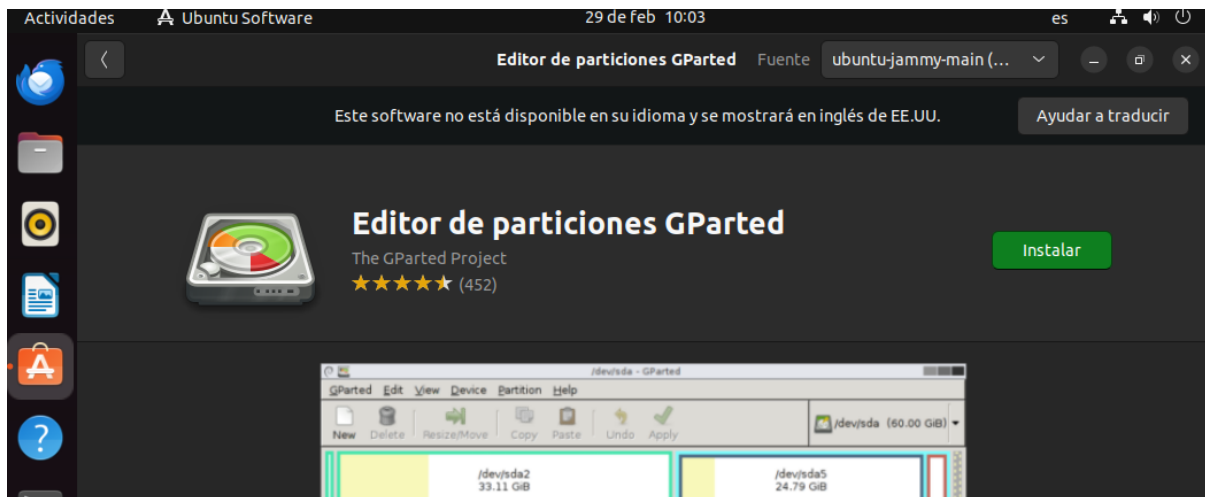 Actividades Ubuntu Software 29 de feb 10:03 es
Editor de particiones GParted Fuente ubuntu-jammy-main (...
Este software no está disponible en su idioma y se mostrará en inglés de EE.UU. Ayudar a traducir
Editor de particiones GParted
The GParted Project
(452)
Instalar
/dev/sda - GParted
GParted Edit View Device Partition Help
New Delete Resize/Move Copy Paste Undo Apply
/dev/sda (60.00 GiB)
/dev/sda2
33.11 GiB
/dev/sda5
24.79 GiB